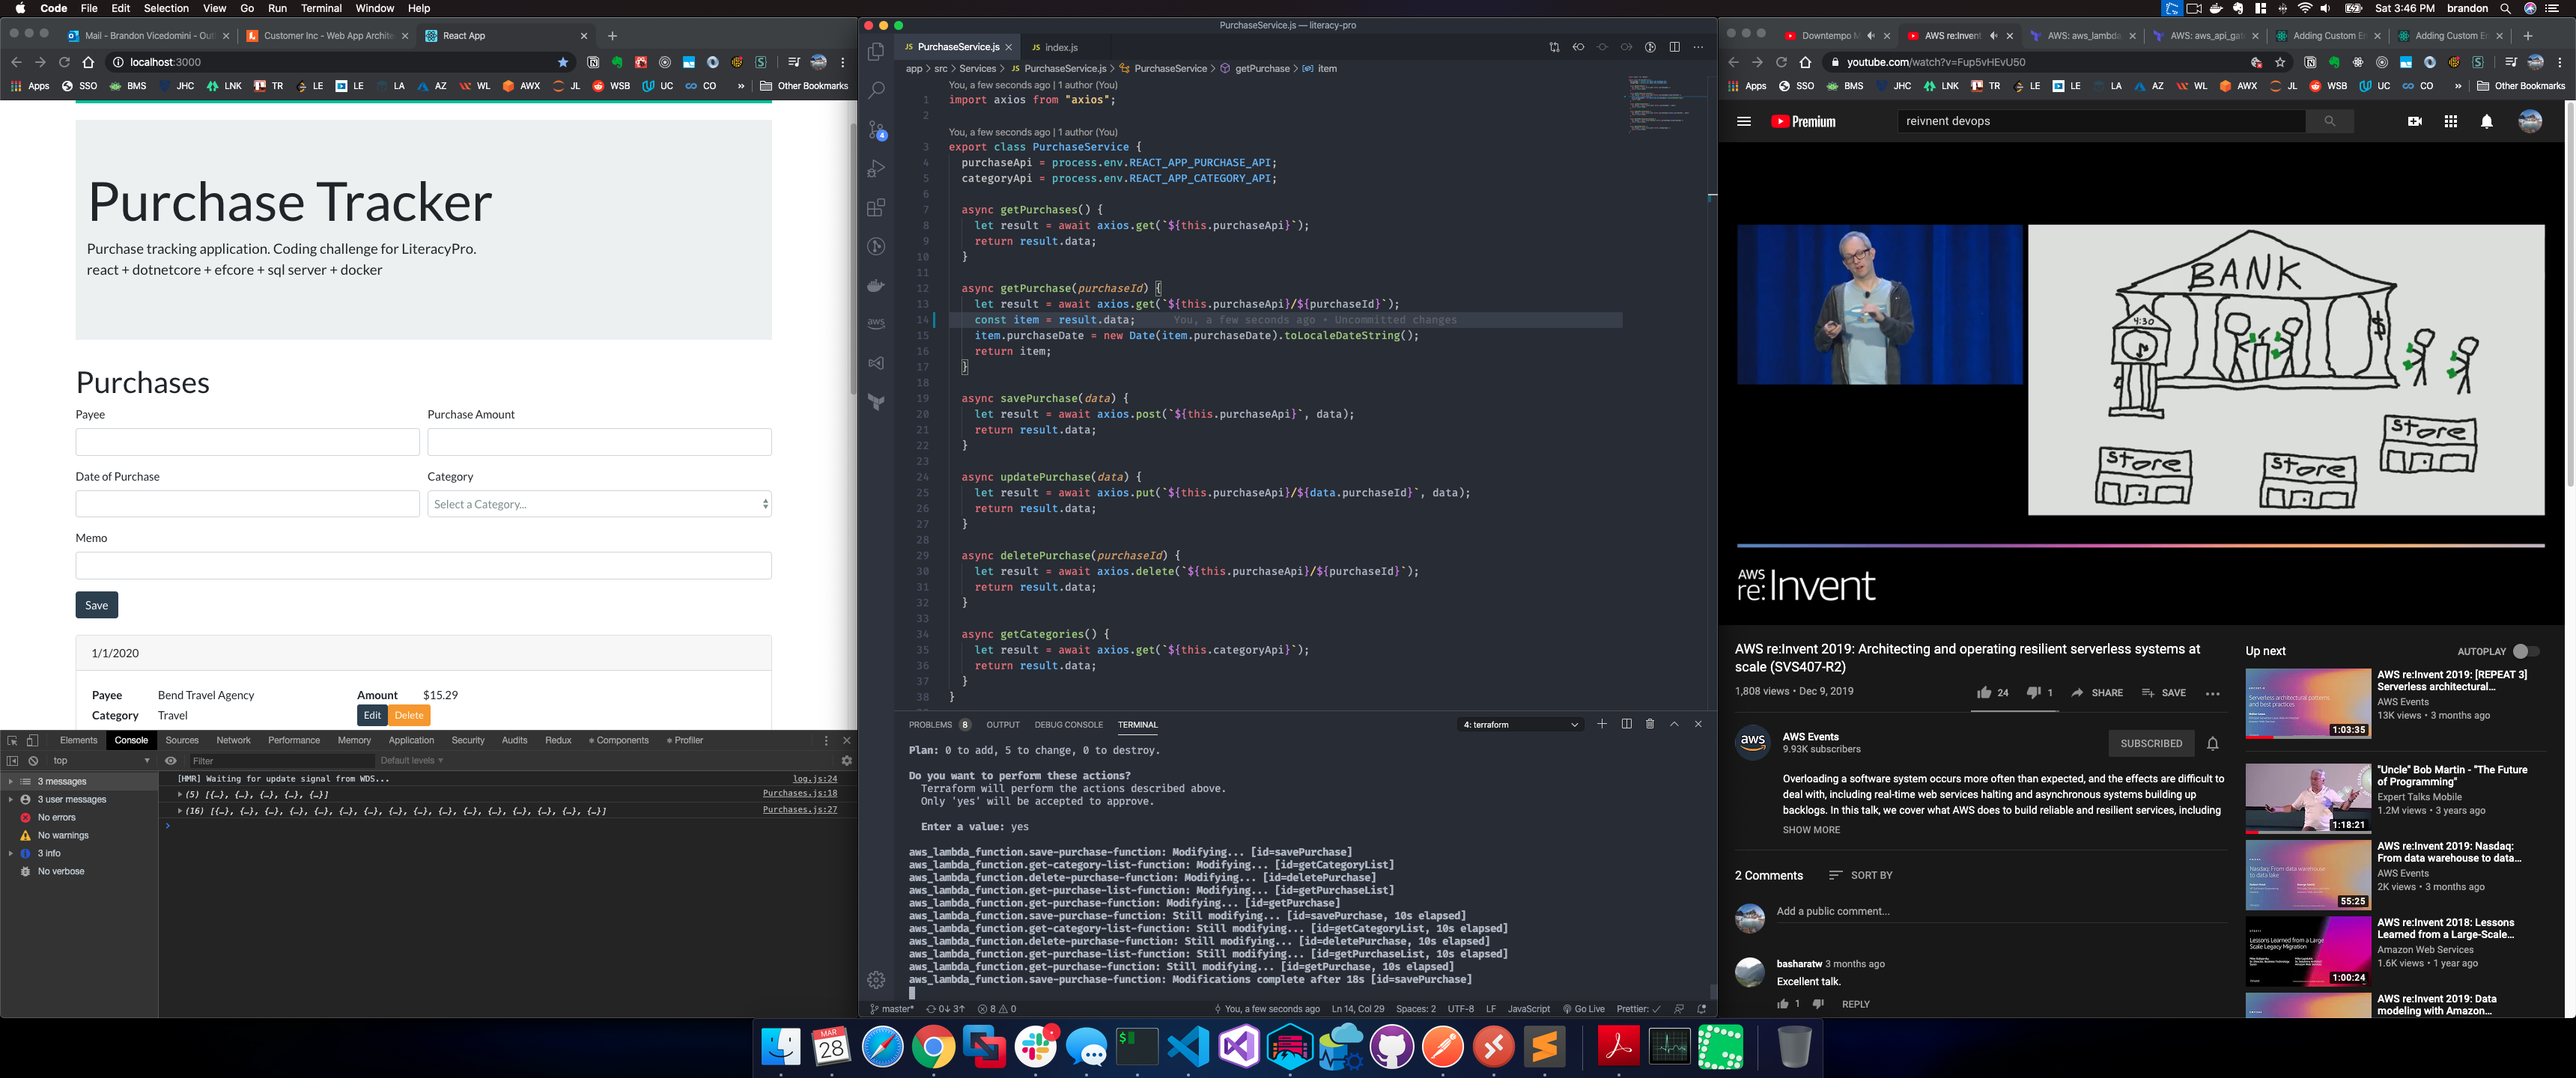 Code File Edit Selection View Go Run Terminal Window Help
Sat 3:46 PM brandon
Mail - Brandon Vicedomini - Out
Customer Inc - Web App Archite
React App
localhost:3000
Apps SSO BMS JHC LNK TR LE LE LA AZ WL AWX JL WSB UC CO » Other Bookmarks
Purchase Tracker
Purchase tracking application. Coding challenge for LiteracyPro.
react + dotnetcore + efcore + sql server + docker
Purchases
Payee Purchase Amount
Date of Purchase Category
Select a Category...
Memo
Save
1/1/2020
Payee Bend Travel Agency Amount $15.29
Category Travel Edit Delete
Elements Console Sources Network Performance Memory Application Security Audits Redux Components Profiler
top Filter Default levels ▼
3 messages
3 user messages
No errors
No warnings
3 info
No verbose
[HMR] Waiting for update signal from WDS... log.js:24
(5) [{…}, {…}, {…}, {…}, {…}] Purchases.js:18
(16) [{…}, {…}, {…}, {…}, {…}, {…}, {…}, {…}, {…}, {…}, {…}, {…}, {…}, {…}, {…}, {…}] Purchases.js:27
PurchaseService.js — literacy-pro
JS PurchaseService.js JS index.js
app > src > Services > JS PurchaseService.js > PurchaseService > getPurchase > item
You, a few seconds ago | 1 author (You)
1 import axios from "axios";
2
You, a few seconds ago | 1 author (You)
3 export class PurchaseService {
4 purchaseApi = process.env.REACT_APP_PURCHASE_API;
5 categoryApi = process.env.REACT_APP_CATEGORY_API;
6
7 async getPurchases() {
8 let result = await axios.get(`${this.purchaseApi}`);
9 return result.data;
10 }
11
12 async getPurchase(purchaseId) {
13 let result = await axios.get(`${this.purchaseApi}/${purchaseId}`);
14 const item = result.data; You, a few seconds ago • Uncommitted changes
15 item.purchaseDate = new Date(item.purchaseDate).toLocaleDateString();
16 return item;
17 }
18
19 async savePurchase(data) {
20 let result = await axios.post(`${this.purchaseApi}`, data);
21 return result.data;
22 }
23
24 async updatePurchase(data) {
25 let result = await axios.put(`${this.purchaseApi}/${data.purchaseId}`, data);
26 return result.data;
27 }
28
29 async deletePurchase(purchaseId) {
30 let result = await axios.delete(`${this.purchaseApi}/${purchaseId}`);
31 return result.data;
32 }
33
34 async getCategories() {
35 let result = await axios.get(`${this.categoryApi}`);
36 return result.data;
37 }
38 }
PROBLEMS 8 OUTPUT DEBUG CONSOLE TERMINAL 4: terraform
Plan: 0 to add, 5 to change, 0 to destroy.
Do you want to perform these actions?
Terraform will perform the actions described above.
Only 'yes' will be accepted to approve.
Enter a value: yes
aws_lambda_function.save-purchase-function: Modifying... [id=savePurchase]
aws_lambda_function.get-category-list-function: Modifying... [id=getCategoryList]
aws_lambda_function.delete-purchase-function: Modifying... [id=deletePurchase]
aws_lambda_function.get-purchase-list-function: Modifying... [id=getPurchaseList]
aws_lambda_function.get-purchase-function: Modifying... [id=getPurchase]
aws_lambda_function.save-purchase-function: Still modifying... [id=savePurchase, 10s elapsed]
aws_lambda_function.get-category-list-function: Still modifying... [id=getCategoryList, 10s elapsed]
aws_lambda_function.delete-purchase-function: Still modifying... [id=deletePurchase, 10s elapsed]
aws_lambda_function.get-purchase-list-function: Still modifying... [id=getPurchaseList, 10s elapsed]
aws_lambda_function.get-purchase-function: Still modifying... [id=getPurchase, 10s elapsed]
aws_lambda_function.save-purchase-function: Modifications complete after 18s [id=savePurchase]
master* 0↓ 3↑ 8 0 You, a few seconds ago Ln 14, Col 29 Spaces: 2 UTF-8 LF JavaScript Go Live Prettier: ✓
Downtempo M
AWS re:Invent
AWS: aws_lambda
AWS: aws_api_gat
Adding Custom E
Adding Custom E
youtube.com/watch?v=Fup5vHEvU50
Apps SSO BMS JHC LNK TR LE LE LA AZ WL AWX JL WSB UC CO » Other Bookmarks
Premium
reivnent devops
BANK
4:30
$
Store
Store
Store
AWS
re:Invent
AWS re:Invent 2019: Architecting and operating resilient serverless systems at
scale (SVS407-R2)
1,808 views • Dec 9, 2019 24 1 SHARE SAVE
aws
AWS Events
9.93K subscribers
SUBSCRIBED
Overloading a software system occurs more often than expected, and the effects are difficult to
deal with, including real-time web services halting and asynchronous systems building up
backlogs. In this talk, we cover what AWS does to build reliable and resilient services, including
SHOW MORE
2 Comments SORT BY
Add a public comment...
basharatw 3 months ago
Excellent talk.
1 REPLY
Up next AUTOPLAY
AWS re:Invent 2019: [REPEAT 3]
Serverless architectural...
AWS Events
13K views • 3 months ago
1:03:35
"Uncle" Bob Martin - "The Future
of Programming"
Expert Talks Mobile
1.2M views • 3 years ago
1:18:21
AWS re:Invent 2019: Nasdaq:
From data warehouse to data...
AWS Events
2K views • 3 months ago
55:25
AWS re:Invent 2018: Lessons
Learned from a Large-Scale...
Amazon Web Services
1.6K views • 1 year ago
1:00:24
AWS re:Invent 2019: Data
modeling with Amazon...
MAR
28